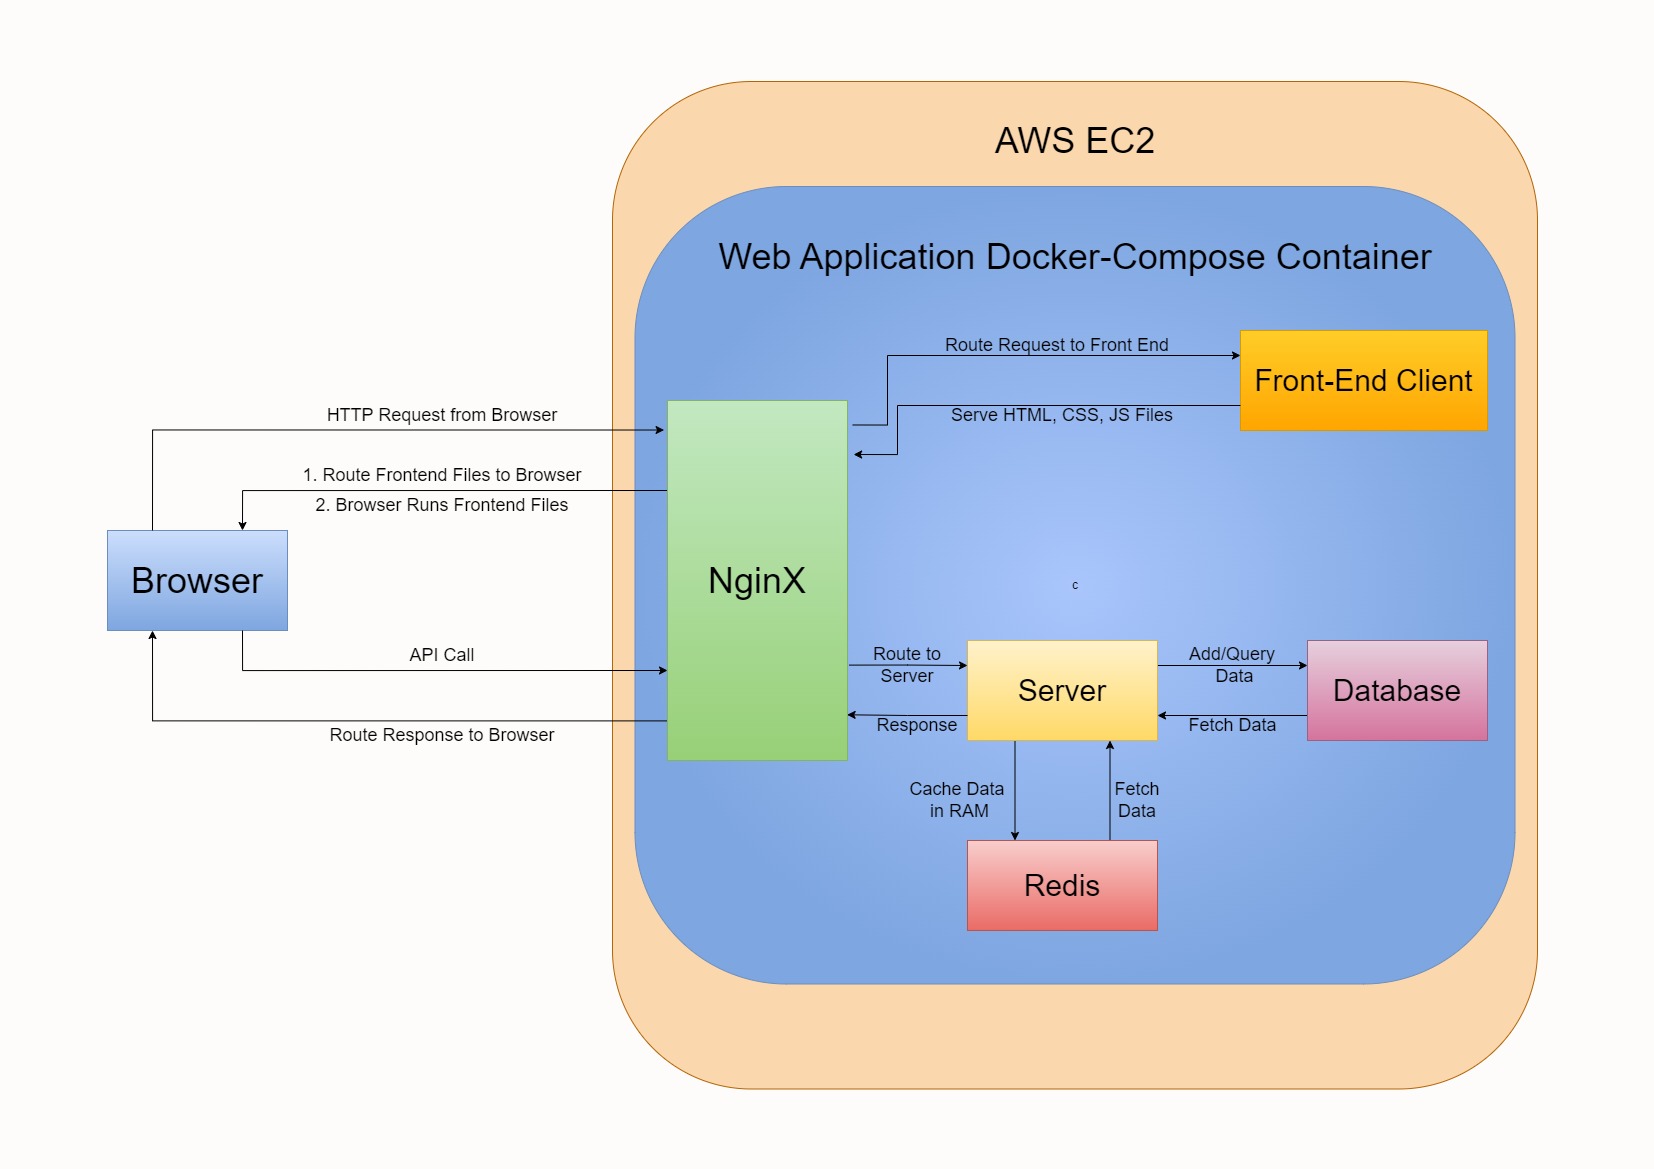 AWS EC2
Web Application Docker-Compose Container
Route Request to Front End
Front-End Client
Serve HTML, CSS, JS Files
HTTP Request from Browser
1. Route Frontend Files to Browser
2. Browser Runs Frontend Files
Browser
NginX
c
API Call
Route Response to Browser
Route to
Server
Response
Server
Add/Query
Data
Fetch Data
Database
Cache Data
in RAM
Fetch
Data
Redis